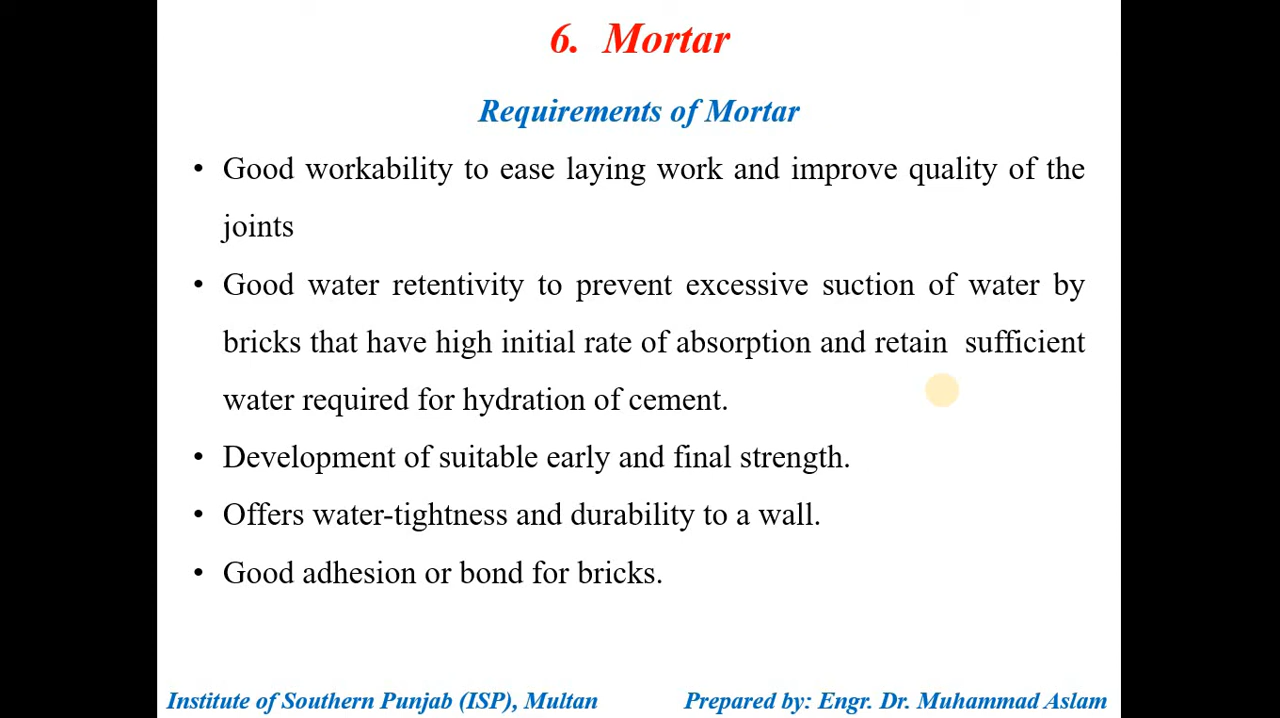 6. Mortar
Requirements of Mortar
• Good workability to ease laying work and improve quality of the
joints
• Good water retentivity to prevent excessive suction of water by
bricks that have high initial rate of absorption and retain sufficient
water required for hydration of cement.
• Development of suitable early and final strength.
• Offers water-tightness and durability to a wall.
• Good adhesion or bond for bricks.
Institute of Southern Punjab (ISP), Multan
Prepared by: Engr. Dr. Muhammad Aslam